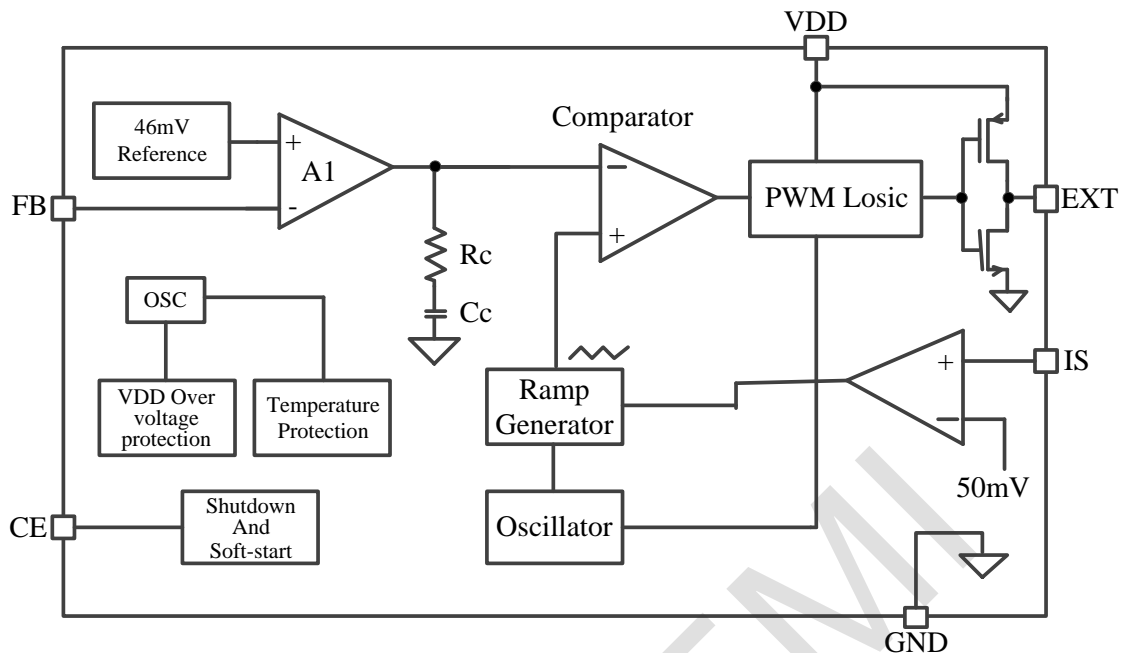 VDD
46mV
Reference
+
A1
-
FB
Comparator
−
+
PWM Losic
EXT
Rc
Cc
OSC
VDD Over
voltage
protection
Temperature
Protection
Ramp
Generator
+
−
IS
50mV
CE
Shutdown
And
Soft-start
Oscillator
GND